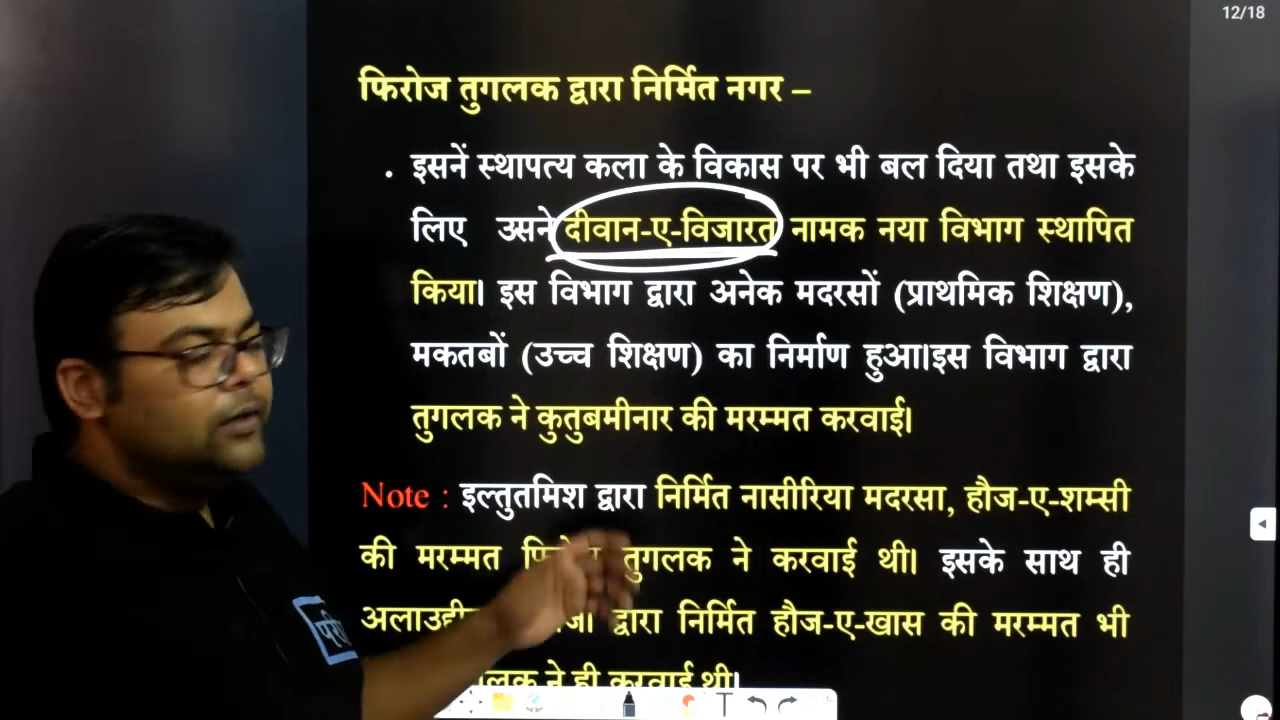 12/18
फिरोज तुगलक द्वारा निर्मित नगर –
. इसनें स्थापत्य कला के विकास पर भी बल दिया तथा इसके
लिए उसने दीवान-ए-विजारत नामक नया विभाग स्थापित
किया। इस विभाग द्वारा अनेक मदरसों (प्राथमिक शिक्षण),
मकतबों (उच्च शिक्षण) का निर्माण हुआ।इस विभाग द्वारा
तुगलक ने कुतुबमीनार की मरम्मत करवाई।
Note : इल्तुतमिश द्वारा निर्मित नासीरिया मदरसा, हौज-ए-शम्सी
की मरम्मत तुगलक ने करवाई थी। इसके साथ ही
द्वारा निर्मित हौज-ए-खास की मरम्मत भी
ने ही करवाई थी।
T